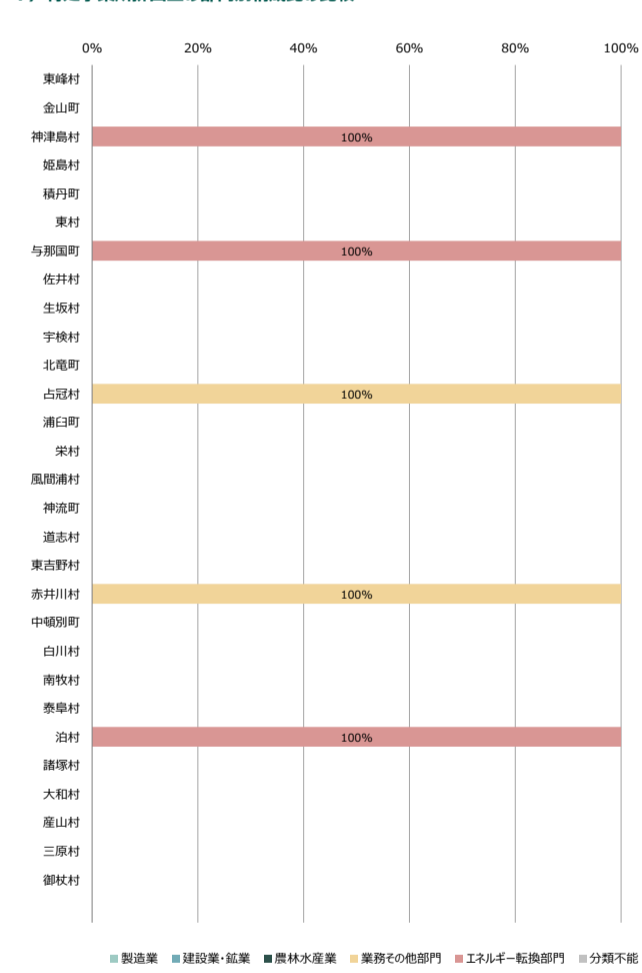 0% 20% 40% 60% 80% 100%
東峰村
金山町
神津島村 100%
姫島村
積丹町
東村
与那国町 100%
佐井村
生坂村
宇検村
北竜町
占冠村 100%
浦臼町
栄村
風間浦村
神流町
道志村
東吉野村
赤井川村 100%
中頓別町
白川村
南牧村
泰阜村
泊村 100%
諸塚村
大和村
産山村
三原村
御杖村
製造業 建設業・鉱業 農林水産業 業務その他部門 エネルギー転換部門 分類不能